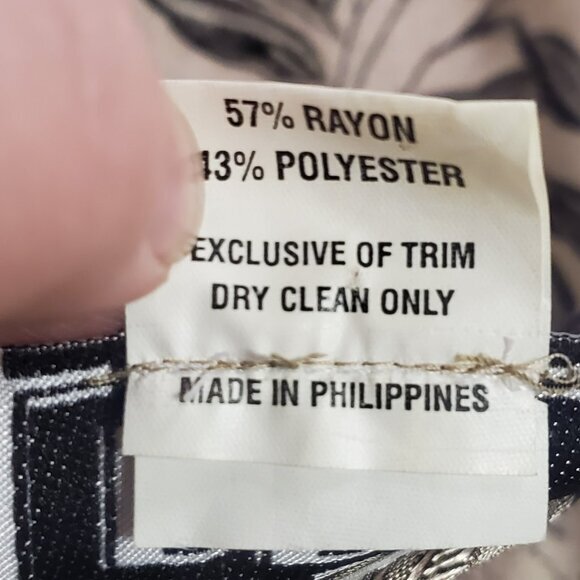 57% RAYON
43% POLYESTER
EXCLUSIVE OF TRIM
DRY CLEAN ONLY
MADE IN PHILIPPINES